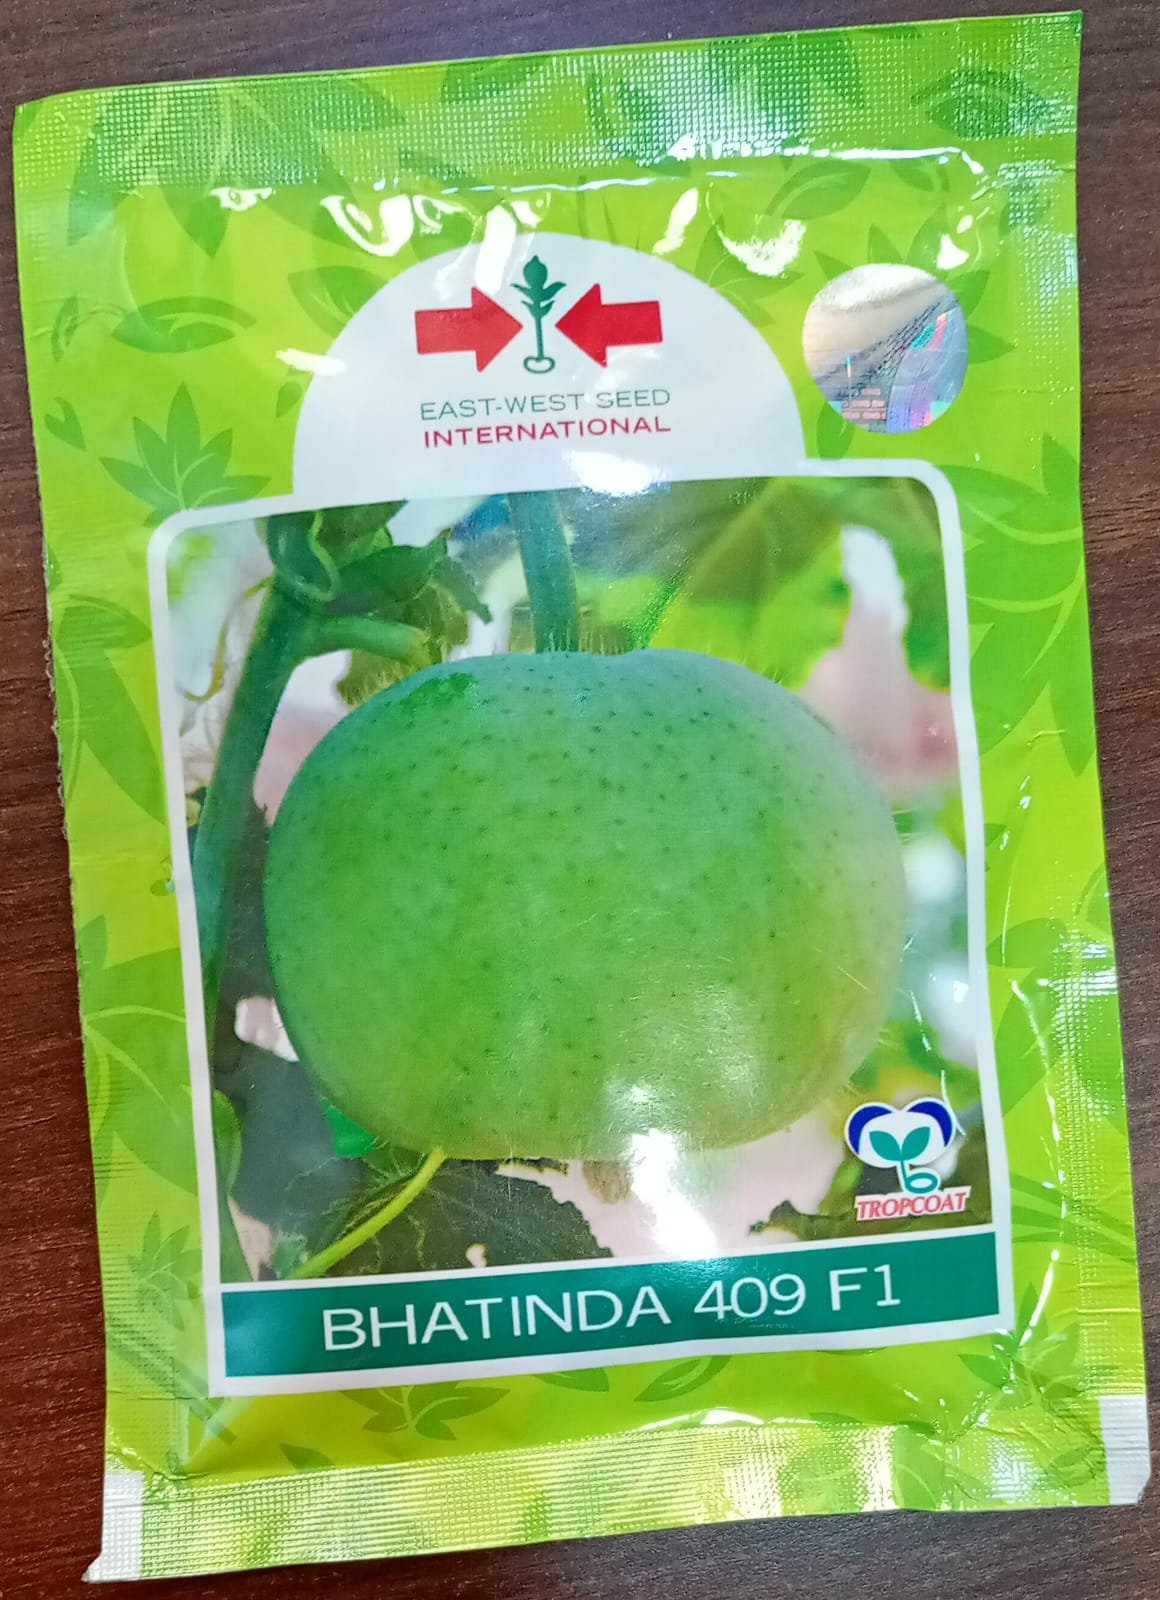 EAST-WEST SEED
INTERNATIONAL
TROPCOAT
BHATINDA 409 F1